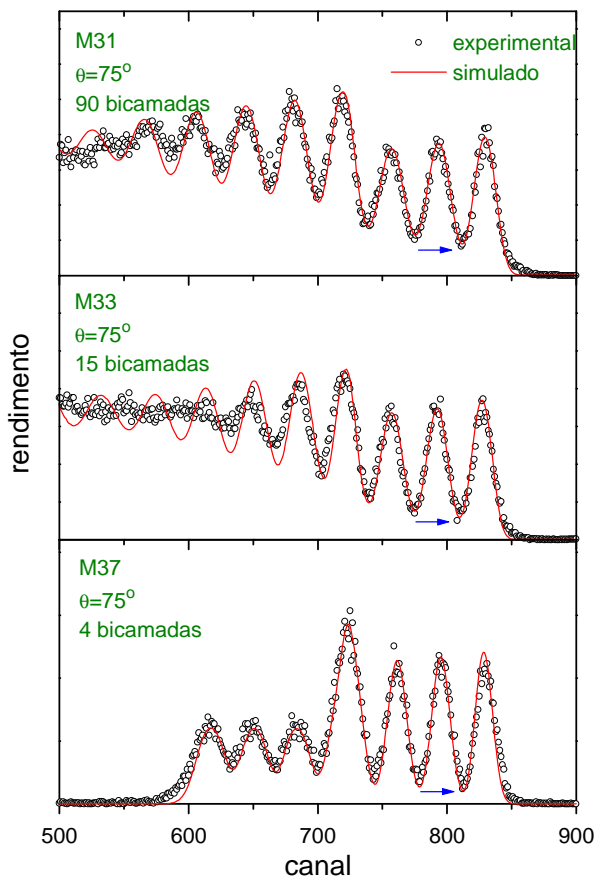 M31
θ=75°
90 bicamadas
experimental
simulado
M33
θ=75°
15 bicamadas
M37
θ=75°
4 bicamadas
rendimento
500 600 700 800 900
canal